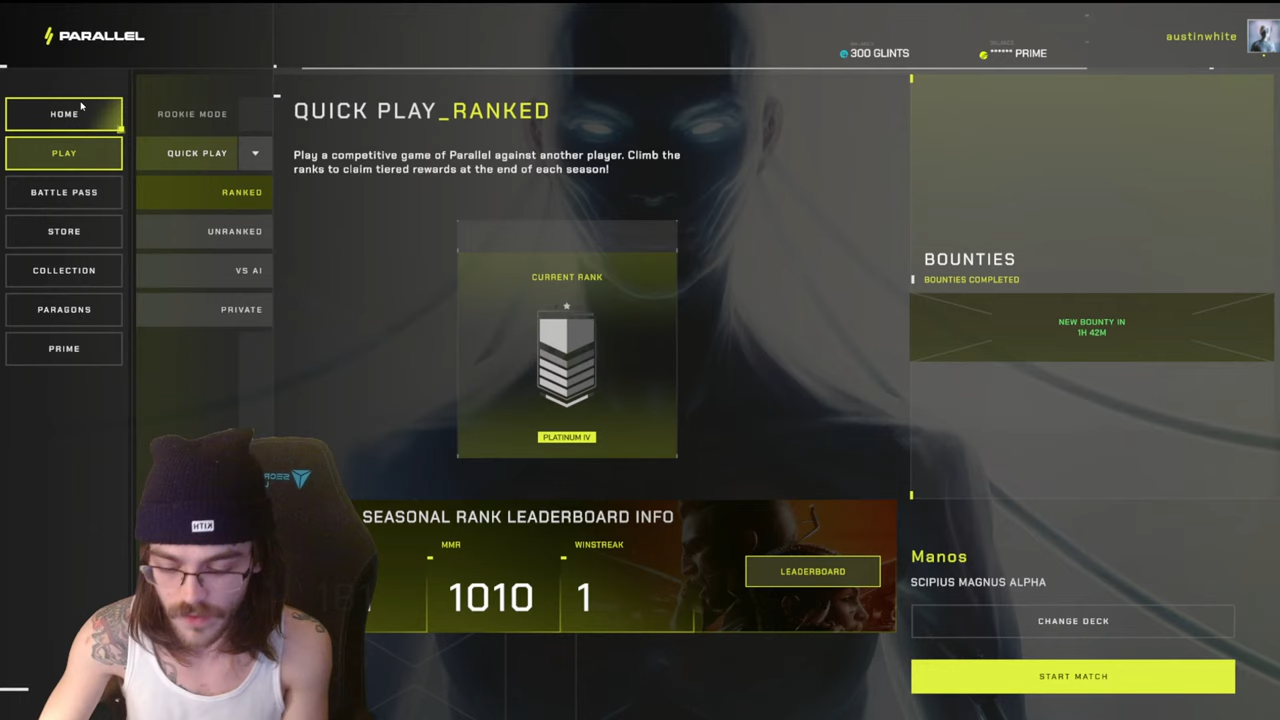 PARALLEL
300 GLINTS
BALANCE
****** PRIME
austinwhite
HOME
PLAY
BATTLE PASS
STORE
COLLECTION
PARAGONS
PRIME
ROOKIE MODE
QUICK PLAY
RANKED
UNRANKED
VS AI
PRIVATE
QUICK PLAY_RANKED
Play a competitive game of Parallel against another player. Climb the
ranks to claim tiered rewards at the end of each season!
CURRENT RANK
PLATINUM IV
SEASONAL RANK LEADERBOARD INFO
MMR
1010
WINSTREAK
1
LEADERBOARD
BOUNTIES
BOUNTIES COMPLETED
NEW BOUNTY IN
1H 42M
Manos
SCIPIUS MAGNUS ALPHA
CHANGE DECK
START MATCH
KITH